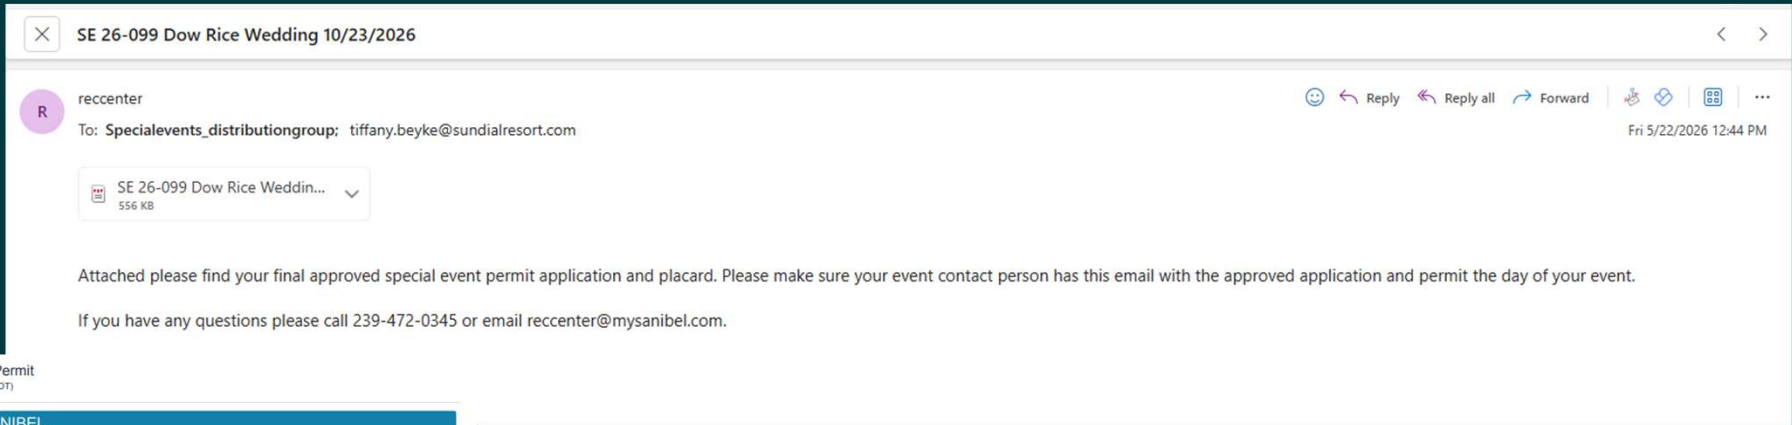 SE 26-099 Dow Rice Wedding 10/23/2026
R
reccenter
Reply
Reply all
Forward
To: Specialevents_distributiongroup; tiffany.beyke@sundialresort.com
Fri 5/22/2026 12:44 PM
SE 26-099 Dow Rice Weddin...
556 KB
Attached please find your final approved special event permit application and placard. Please make sure your event contact person has this email with the approved application and permit the day of your event.
If you have any questions please call 239-472-0345 or email reccenter@mysanibel.com.
Permit